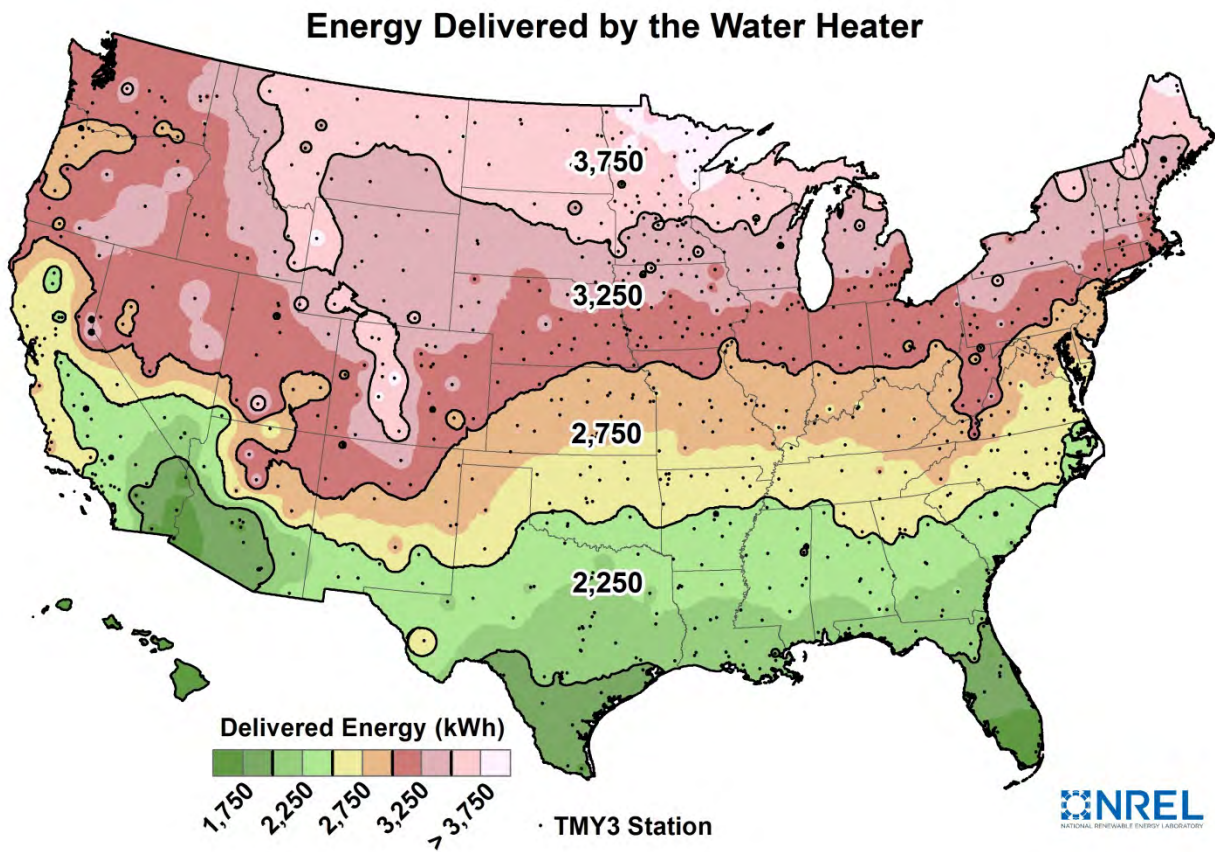 Energy Delivered by the Water Heater
3,750
3,250
2,750
2,250
Delivered Energy (kWh)
1,750
2,250
2,750
3,250
> 3,750
· TMY3 Station
NREL
NATIONAL RENEWABLE ENERGY LABORATORY